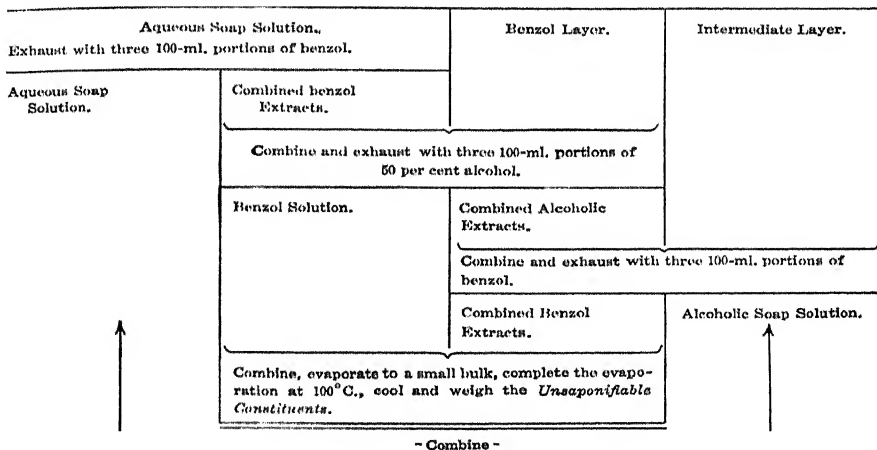 Aqueous Soap Solution.,
Exhaust with three 100-ml. portions of benzol.
Benzol Layer.
Intermediate Layer.
Aqueous Soap
Solution.
Combined benzol
Extracts.
Combine and exhaust with three 100-ml. portions of
50 per cent alcohol.
Benzol Solution.
Combined Alcoholic
Extracts.
Combine and exhaust with three 100-ml. portions of
benzol.
Combined Benzol
Extracts.
Alcoholic Soap Solution.
Combine, evaporate to a small bulk, complete the evapo-
ration at 100°C., cool and weigh the Unsaponifiable
Constituents.
- Combine -